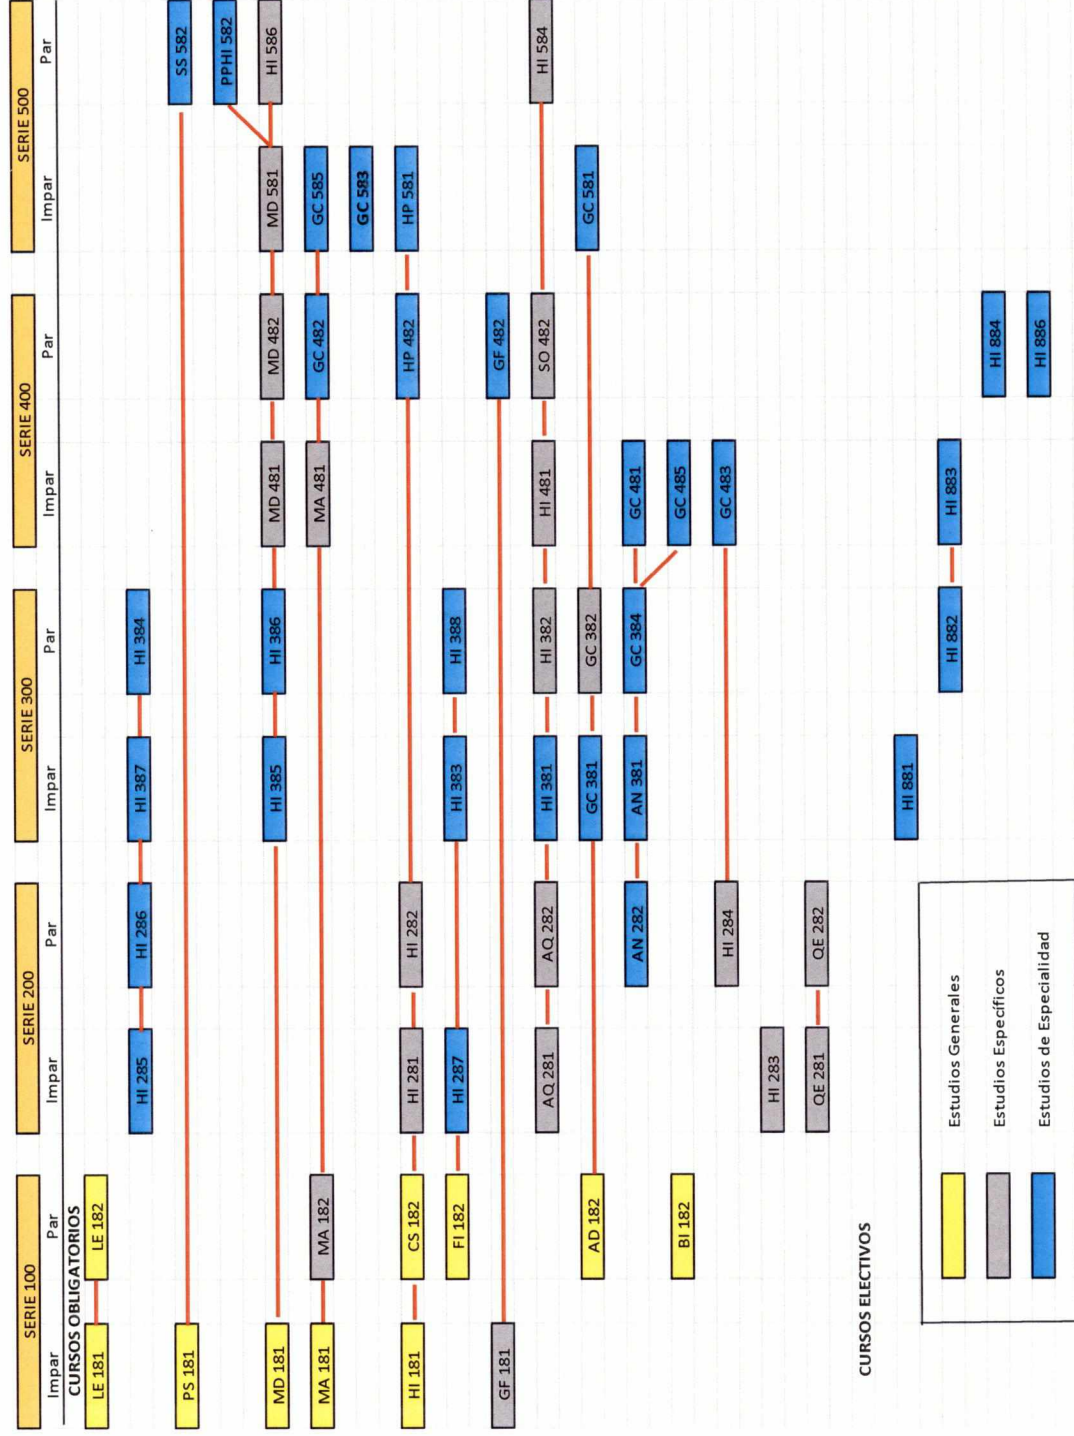 SERIE 100 SERIE 200 SERIE 300 SERIE 400 SERIE 500
Impar Par Impar Par Impar Par Impar Par Impar Par
CURSOS OBLIGATORIOS
LE 181 LE 182
HI 285 HI 286 HI 387 HI 384
PS 181 SS 582
PPHI 582
MD 181 HI 385 HI 386 MD 481 MD 482 MD 581 HI 586
MA 181 MA 182 MA 481 GC 482 GC 585
GC 583
HI 181 CS 182 HI 281 HI 282 HP 482 HP 581
FI 182 HI 287 HI 383 HI 388
GF 181 GF 482
AQ 281 AQ 282 HI 381 HI 382 HI 481 SO 482 HI 584
AD 182 GC 381 GC 382 GC 581
AN 282 AN 381 GC 384 GC 481
BI 182 GC 485
HI 284 GC 483
HI 283
QE 281 QE 282
CURSOS ELECTIVOS
HI 881
HI 882 HI 883
HI 884
HI 886
Estudios Generales
Estudios Específicos
Estudios de Especialidad